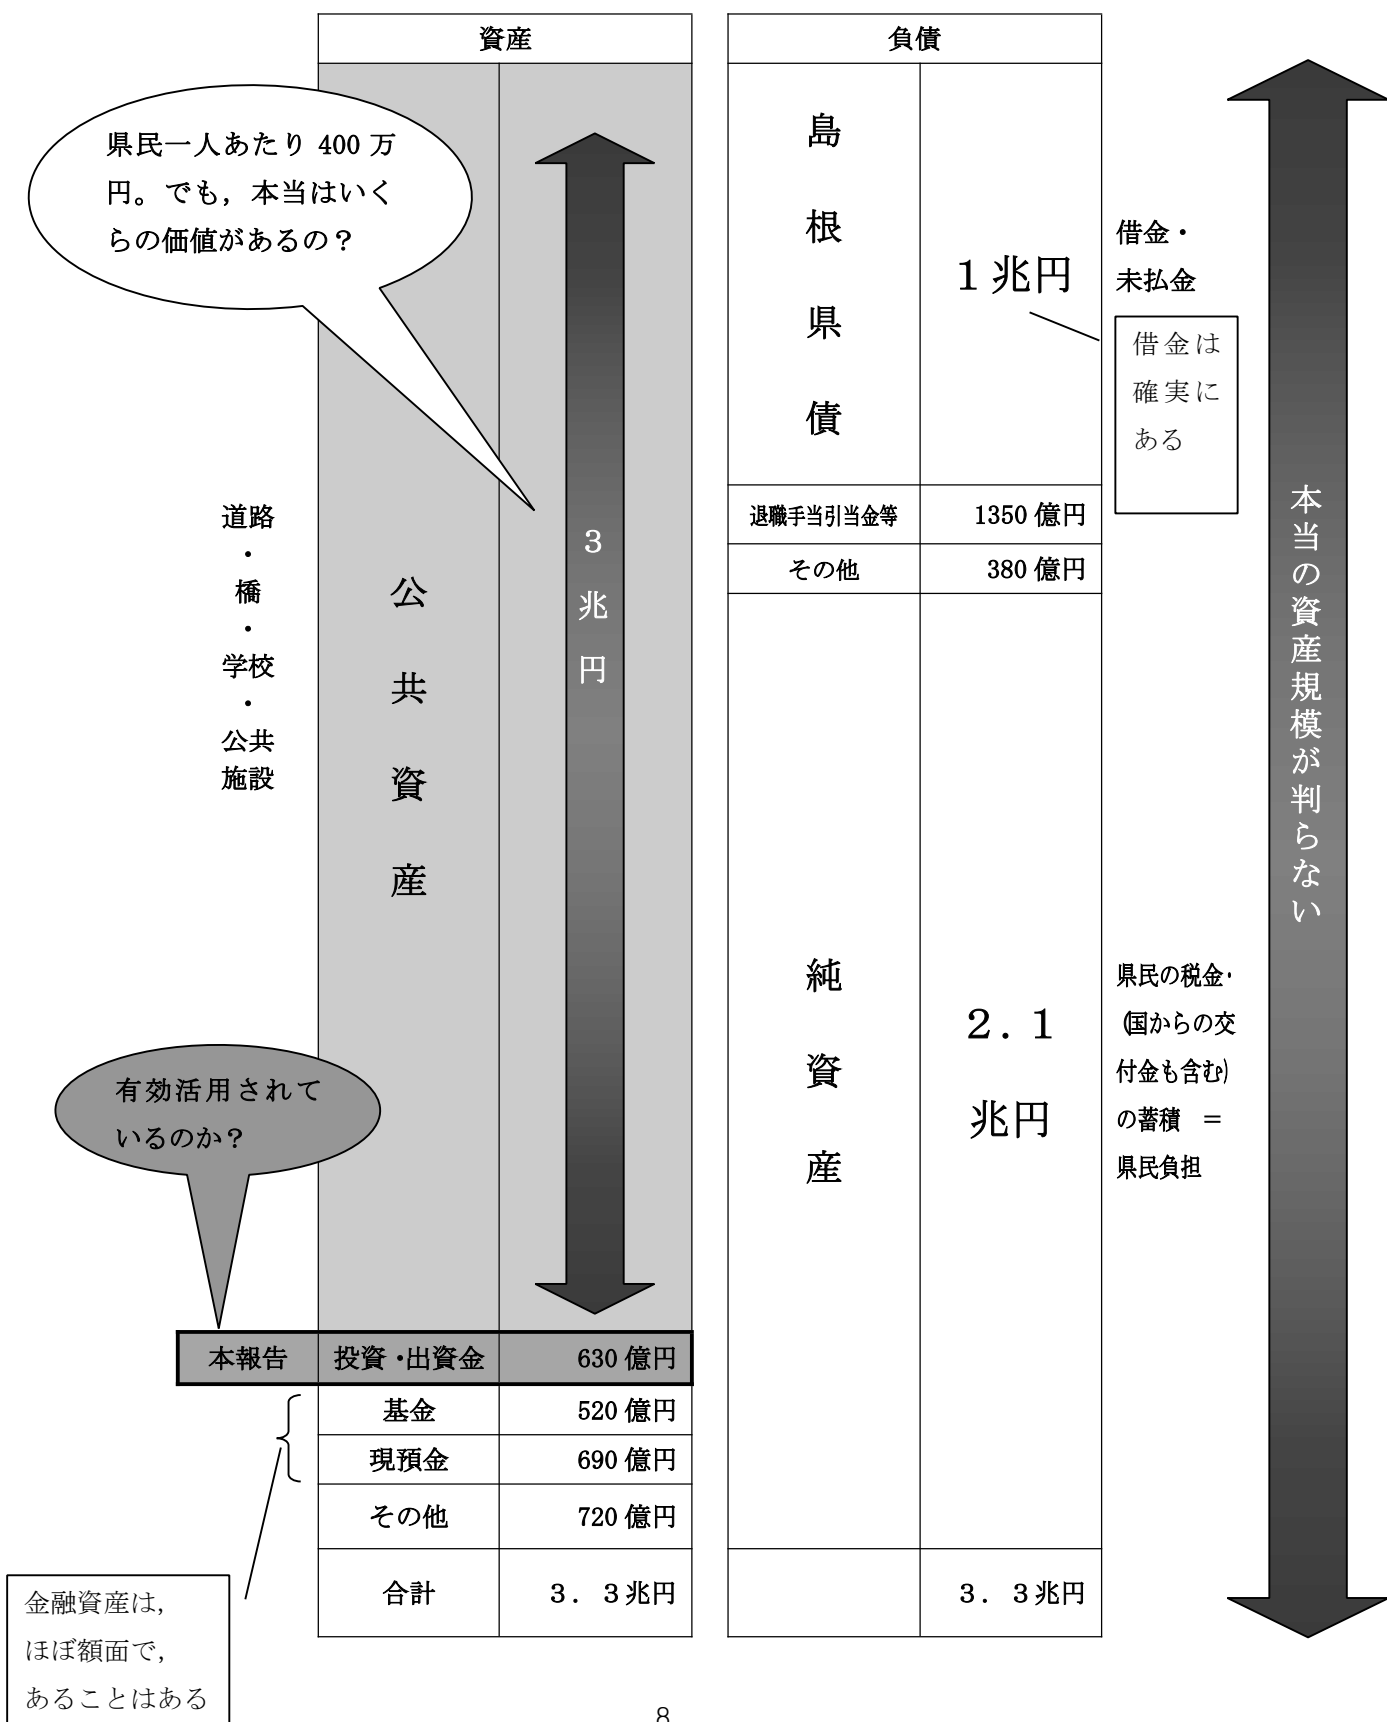 資産
負債
県民一人あたり 400 万
円。でも，本当はいく
らの価値があるの？
道路
・
橋
・
学校
・
公共
施設
公共資産
3兆円
島根県債
1 兆円
借金・
未払金
借金は
確実に
ある
退職手当引当金等
1350 億円
その他
380 億円
純資産
2．1
兆円
県民の税金・
(国からの交
付金も含む)
の蓄積　＝
県民負担
本当の資産規模が判らない
有効活用されて
いるのか？
本報告
投資・出資金
630 億円
基金
520 億円
現預金
690 億円
その他
720 億円
合計
3．3兆円
3．3兆円
金融資産は，
ほぼ額面で，
あることはある
8